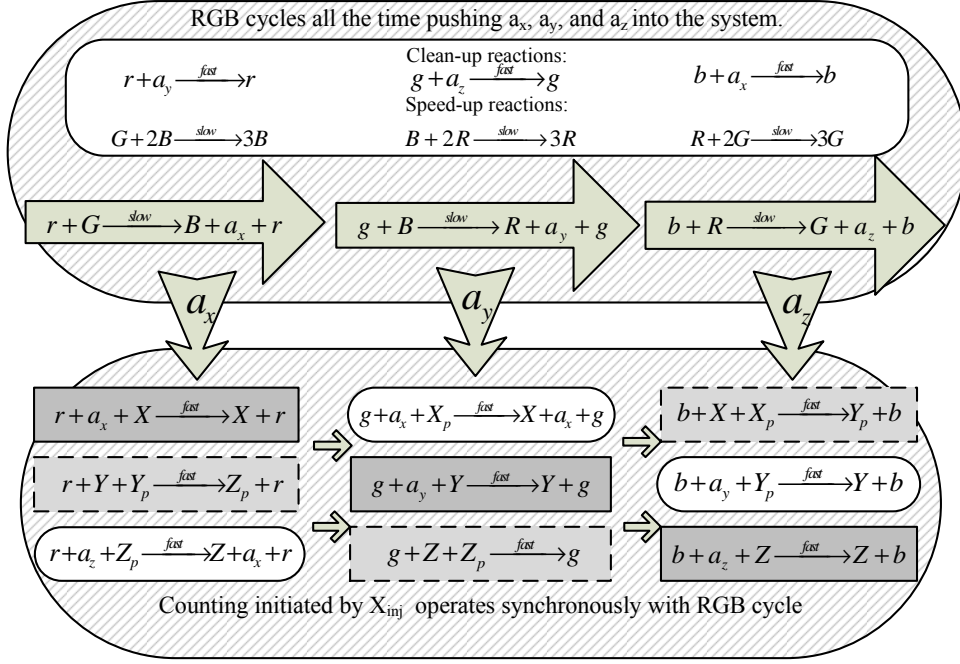 RGB cycles all the time pushing a_x, a_y, and a_z into the system.
Clean-up reactions:
r + a_y —fast→ r
g + a_z —fast→ g
b + a_x —fast→ b
Speed-up reactions:
G + 2B —slow→ 3B
B + 2R —slow→ 3R
R + 2G —slow→ 3G
r + G —slow→ B + a_x + r
g + B —slow→ R + a_y + g
b + R —slow→ G + a_z + b
a_x
a_y
a_z
r + a_x + X —fast→ X + r
g + a_x + X_p —fast→ X + a_x + g
b + X + X_p —fast→ Y_p + b
r + Y + Y_p —fast→ Z_p + r
g + a_y + Y —fast→ Y + g
b + a_y + Y_p —fast→ Y + b
r + a_z + Z_p —fast→ Z + a_x + r
g + Z + Z_p —fast→ g
b + a_z + Z —fast→ Z + b
Counting initiated by X_inj operates synchronously with RGB cycle